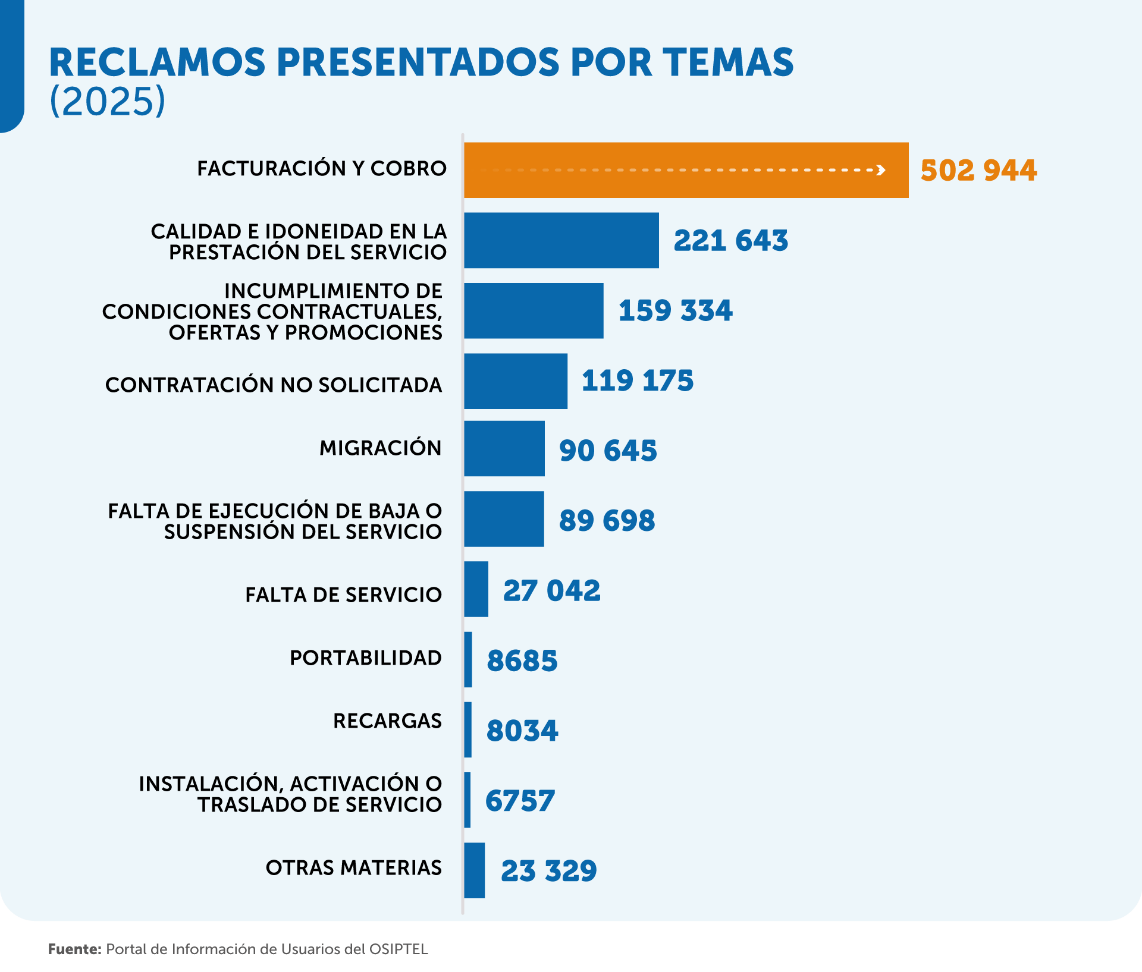 RECLAMOS PRESENTADOS POR TEMAS
(2025)
FACTURACIÓN Y COBRO
502 944
CALIDAD E IDONEIDAD EN LA
PRESTACIÓN DEL SERVICIO
221 643
INCUMPLIMIENTO DE
CONDICIONES CONTRACTUALES,
OFERTAS Y PROMOCIONES
159 334
CONTRATACIÓN NO SOLICITADA
119 175
MIGRACIÓN
90 645
FALTA DE EJECUCIÓN DE BAJA O
SUSPENSIÓN DEL SERVICIO
89 698
FALTA DE SERVICIO
27 042
PORTABILIDAD
8685
RECARGAS
8034
INSTALACIÓN, ACTIVACIÓN O
TRASLADO DE SERVICIO
6757
OTRAS MATERIAS
23 329
Fuente: Portal de Información de Usuarios del OSIPTEL